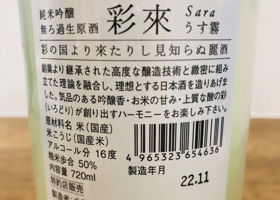 純米吟醸
無ろ過生原酒
彩來
Sara
うす霧
彩の国より來たりし見知らぬ麗酒
創業より継承された高度な醸造技術と緻密に組み
立てた理論を融合し、理想とする日本酒を造りあげま
した。気品のある吟醸香・お米の甘み・上質な酸の彩
(いろどり)が創り出すハーモニーをお楽しみ下さい。
原材料名 米(国産)
米こうじ(国産米)
アルコール分 16度
精米歩合 50%
内容量 720ml
特約店販売
4 965323 654636
製造年月
22.11